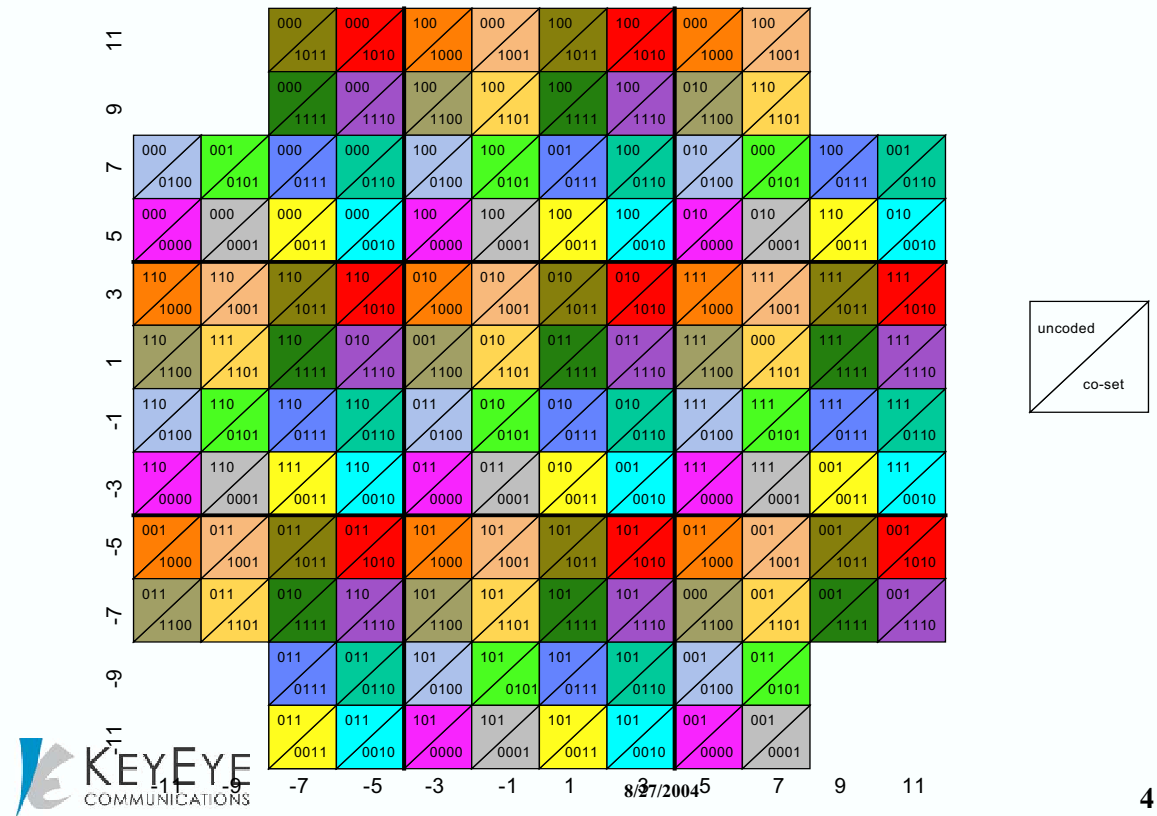 11 000 000 100 000 100 100 000 100
1011 1010 1000 1001 1011 1010 1000 1001
9 000 000 100 100 100 100 010 110
1111 1110 1100 1101 1111 1110 1100 1101
7 000 001 000 000 100 100 001 100 010 000 100 001
0100 0101 0111 0110 0100 0101 0111 0110 0100 0101 0111 0110
5 000 000 000 000 100 100 100 100 010 010 110 010
0000 0001 0011 0010 0000 0001 0011 0010 0000 0001 0011 0010
3 110 110 110 110 010 010 010 010 111 111 111 111
1000 1001 1011 1010 1000 1001 1011 1010 1000 1001 1011 1010
1 110 111 110 010 001 010 011 011 111 000 111 111
1100 1101 1111 1110 1100 1101 1111 1110 1100 1101 1111 1110
-1 110 110 110 110 011 010 010 010 111 111 111 111
0100 0101 0111 0110 0100 0101 0111 0110 0100 0101 0111 0110
-3 110 110 111 110 011 011 010 001 111 111 001 111
0000 0001 0011 0010 0000 0001 0011 0010 0000 0001 0011 0010
-5 001 011 011 011 101 101 101 101 011 001 001 001
1000 1001 1011 1010 1000 1001 1011 1010 1000 1001 1011 1010
-7 011 011 010 110 101 101 101 101 000 001 001 001
1100 1101 1111 1110 1100 1101 1111 1110 1100 1101 1111 1110
-9 011 011 101 101 101 101 001 011
0111 0110 0100 0101 0111 0110 0100 0101
-11 011 011 101 101 101 101 001 001
0011 0010 0000 0001 0011 0010 0000 0001
-11 -9 -7 -5 -3 -1 1 3 5 7 9 11
uncoded
co-set
KEYEYE
COMMUNICATIONS
8/27/2004
4